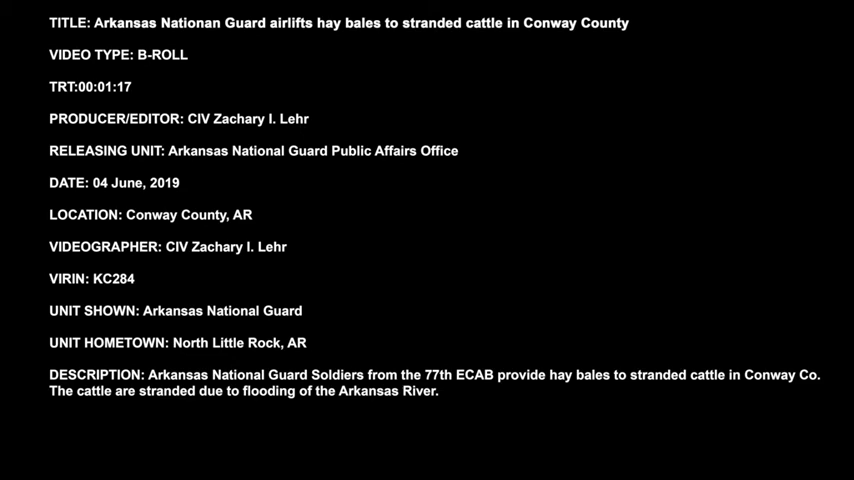 TITLE: Arkansas Nationan Guard airlifts hay bales to stranded cattle in Conway County
VIDEO TYPE: B-ROLL
TRT:00:01:17
PRODUCER/EDITOR: CIV Zachary I. Lehr
RELEASING UNIT: Arkansas National Guard Public Affairs Office
DATE: 04 June, 2019
LOCATION: Conway County, AR
VIDEOGRAPHER: CIV Zachary I. Lehr
VIRIN: KC284
UNIT SHOWN: Arkansas National Guard
UNIT HOMETOWN: North Little Rock, AR
DESCRIPTION: Arkansas National Guard Soldiers from the 77th ECAB provide hay bales to stranded cattle in Conway Co.
The cattle are stranded due to flooding of the Arkansas River.